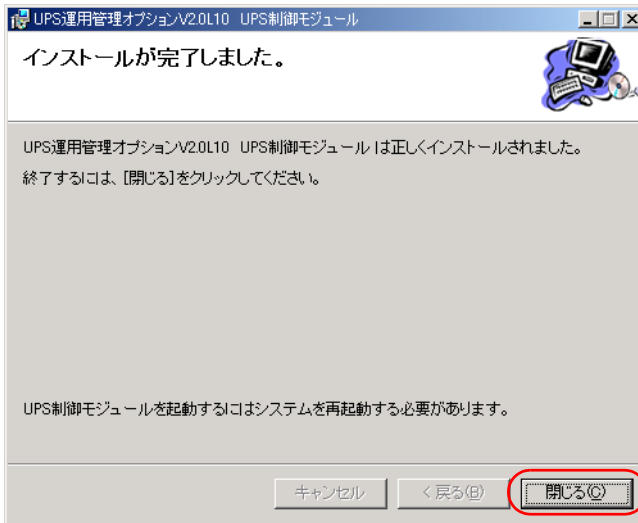 UPS運用管理オプションV2.0L10 UPS制御モジュール
インストールが完了しました。
UPS運用管理オプションV2.0L10 UPS制御モジュール は正しくインストールされました。
終了するには、[閉じる]をクリックしてください。
UPS制御モジュールを起動するにはシステムを再起動する必要があります。
キャンセル
< 戻る(B)
閉じる(C)